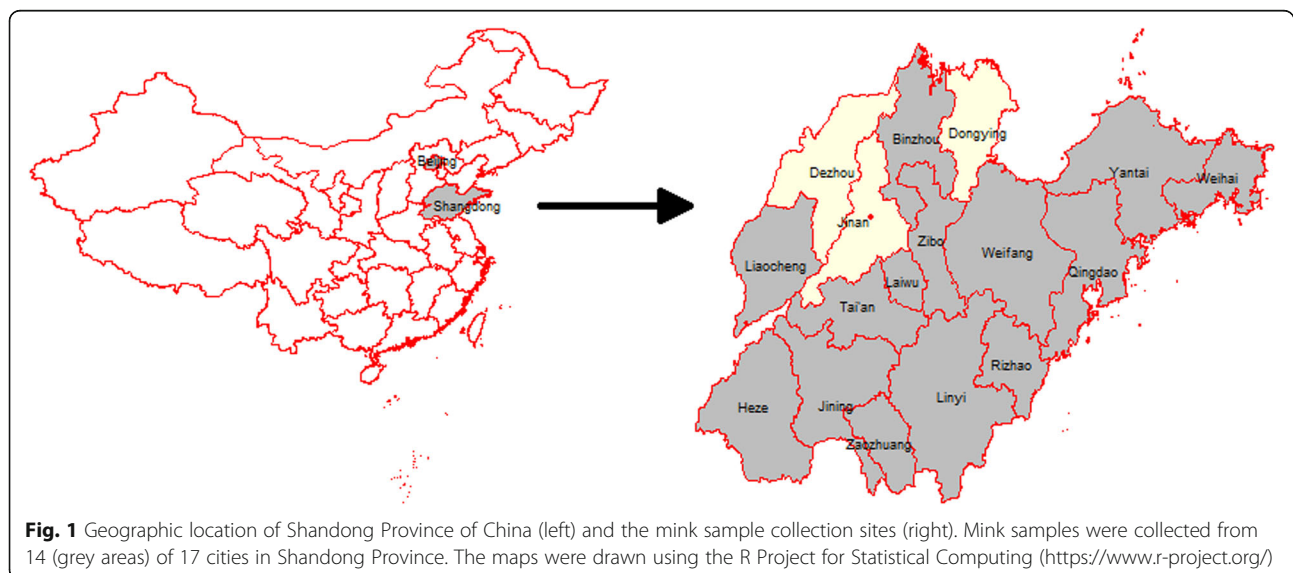 Beijing
Shangdong
Binzhou
Dongying
Dezhou
Yantai
Weihai
Jinan
Zibo
Weifang
Liaocheng
Laiwu
Qingdao
Tai'an
Rizhao
Linyi
Heze
Jining
Zaozhuang
Fig. 1 Geographic location of Shandong Province of China (left) and the mink sample collection sites (right). Mink samples were collected from
14 (grey areas) of 17 cities in Shandong Province. The maps were drawn using the R Project for Statistical Computing (https://www.r-project.org/)